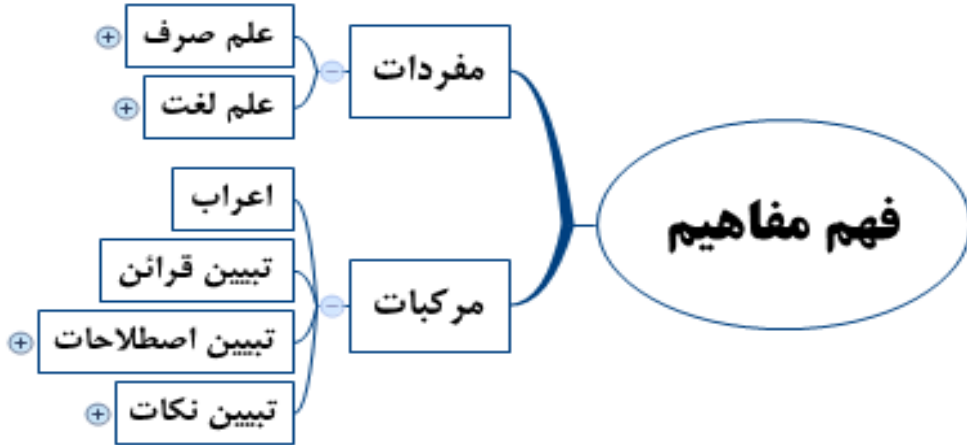 فهم مفاهیم
مفردات
علم صرف
علم لغت
مرکبات
اعراب
تبیین قرائن
تبیین اصطلاحات
تبیین نکات